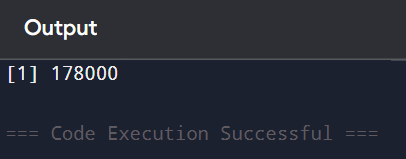 Output
[1] 178000
=== Code Execution Successful ===